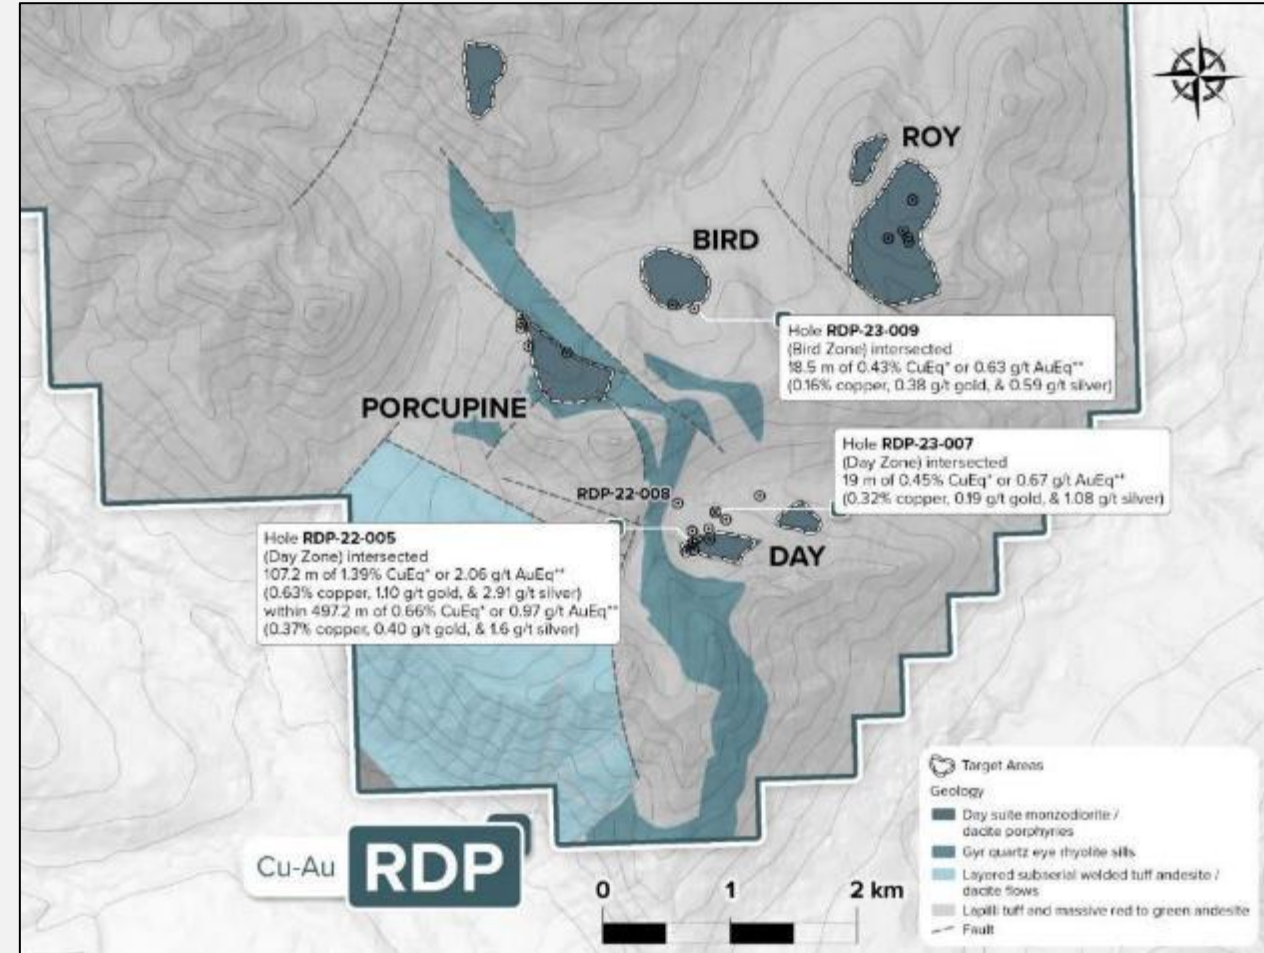 ROY
BIRD
Hole RDP-23-009
(Bird Zone) intersected
18.5 m of 0.43% CuEq* or 0.63 g/t AuEq**
(0.16% copper, 0.38 g/t gold, & 0.59 g/t silver)
PORCUPINE
Hole RDP-23-007
(Day Zone) intersected
19 m of 0.45% CuEq* or 0.67 g/t AuEq**
(0.32% copper, 0.19 g/t gold, & 1.08 g/t silver)
RDP-22-008
DAY
Hole RDP-22-005
(Day Zone) intersected
107.2 m of 1.39% CuEq* or 2.06 g/t AuEq**
(0.63% copper, 1.10 g/t gold, & 2.91 g/t silver)
within 497.2 m of 0.66% CuEq* or 0.97 g/t AuEq**
(0.37% copper, 0.40 g/t gold, & 1.6 g/t silver)
Target Areas
Geology
Day suite monzodiorite /
dacite porphyries
Gyr quartz eye rhyolite sills
Layered subaerial welded tuff andesite /
dacite flows
Lapilli tuff and massive red to green andesite
Fault
Cu-Au RDP
0 1 2 km